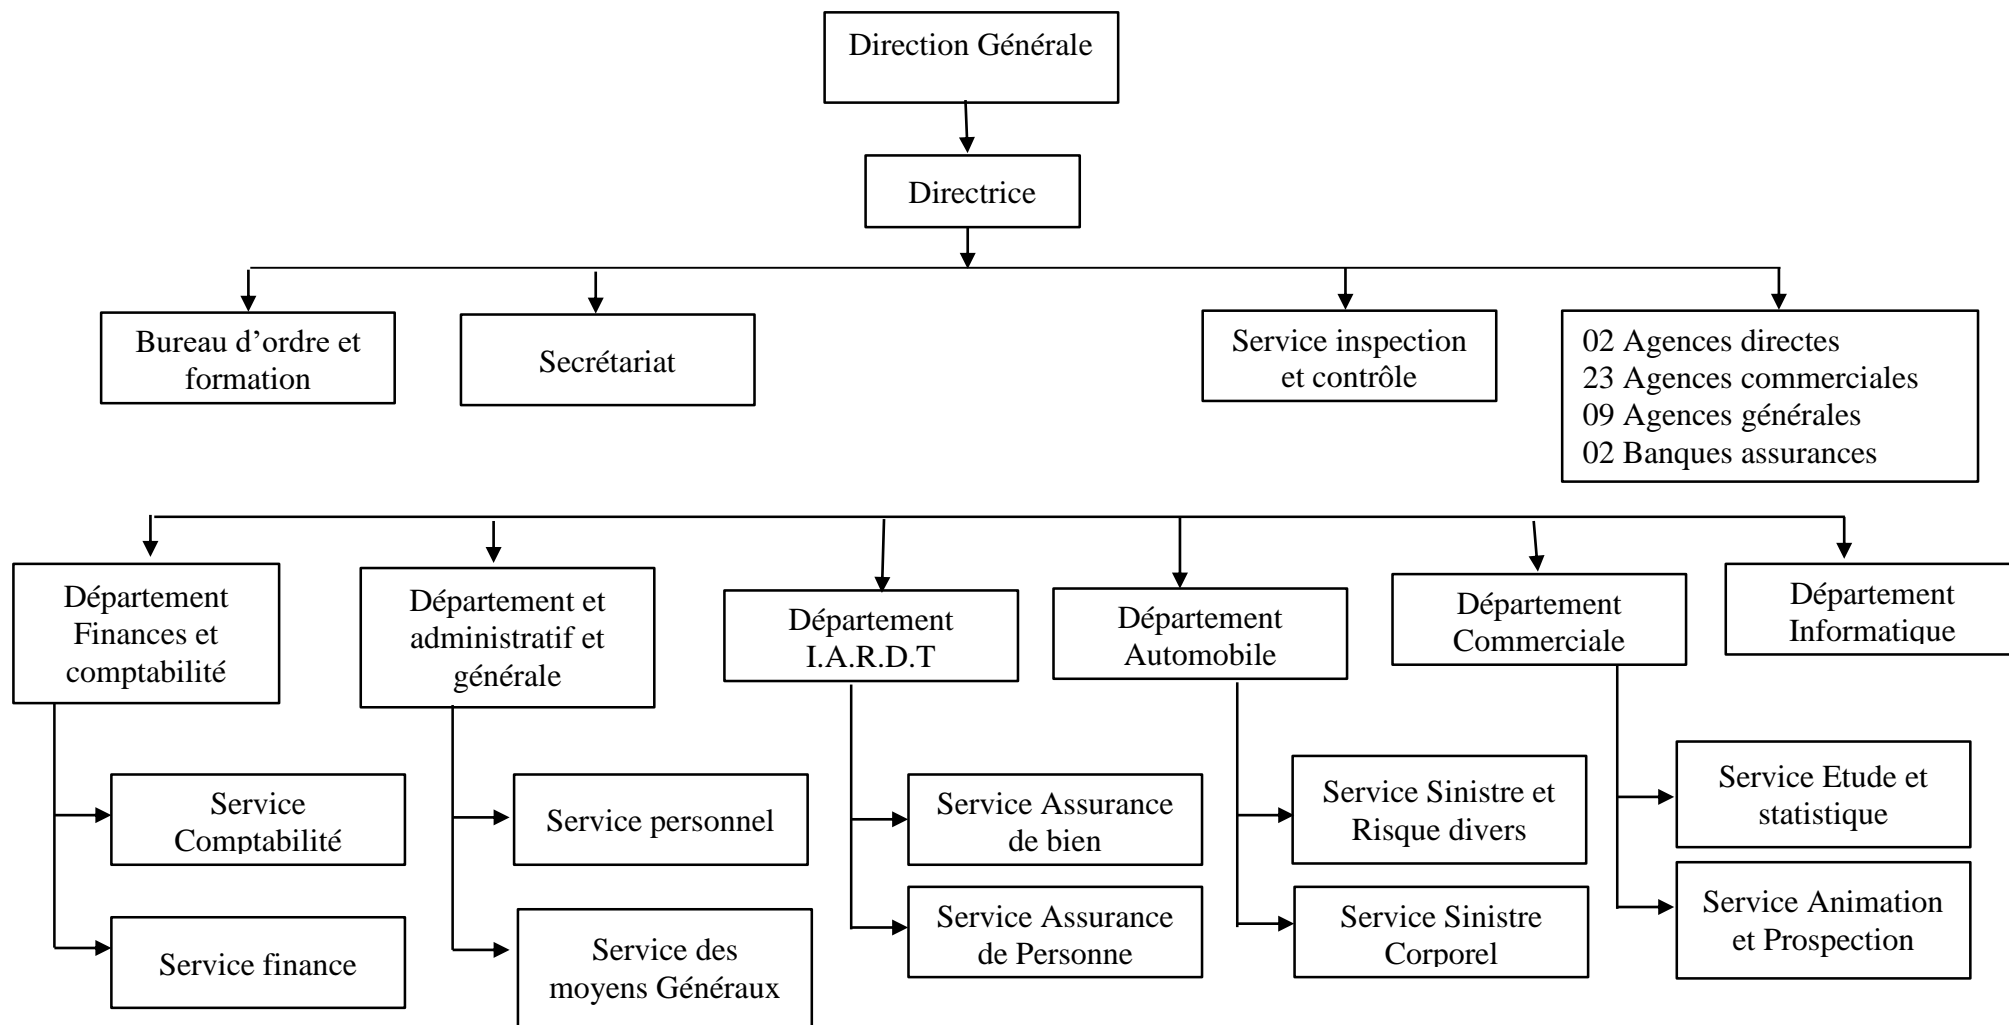 Direction Générale
Directrice
Bureau d’ordre et
formation
Secrétariat
Service inspection
et contrôle
02 Agences directes
23 Agences commerciales
09 Agences générales
02 Banques assurances
Département
Finances et
comptabilité
Département et
administratif et
générale
Département
I.A.R.D.T
Département
Automobile
Département
Commerciale
Département
Informatique
Service
Comptabilité
Service personnel
Service Assurance
de bien
Service Sinistre et
Risque divers
Service Etude et
statistique
Service finance
Service des
moyens Généraux
Service Assurance
de Personne
Service Sinistre
Corporel
Service Animation
et Prospection